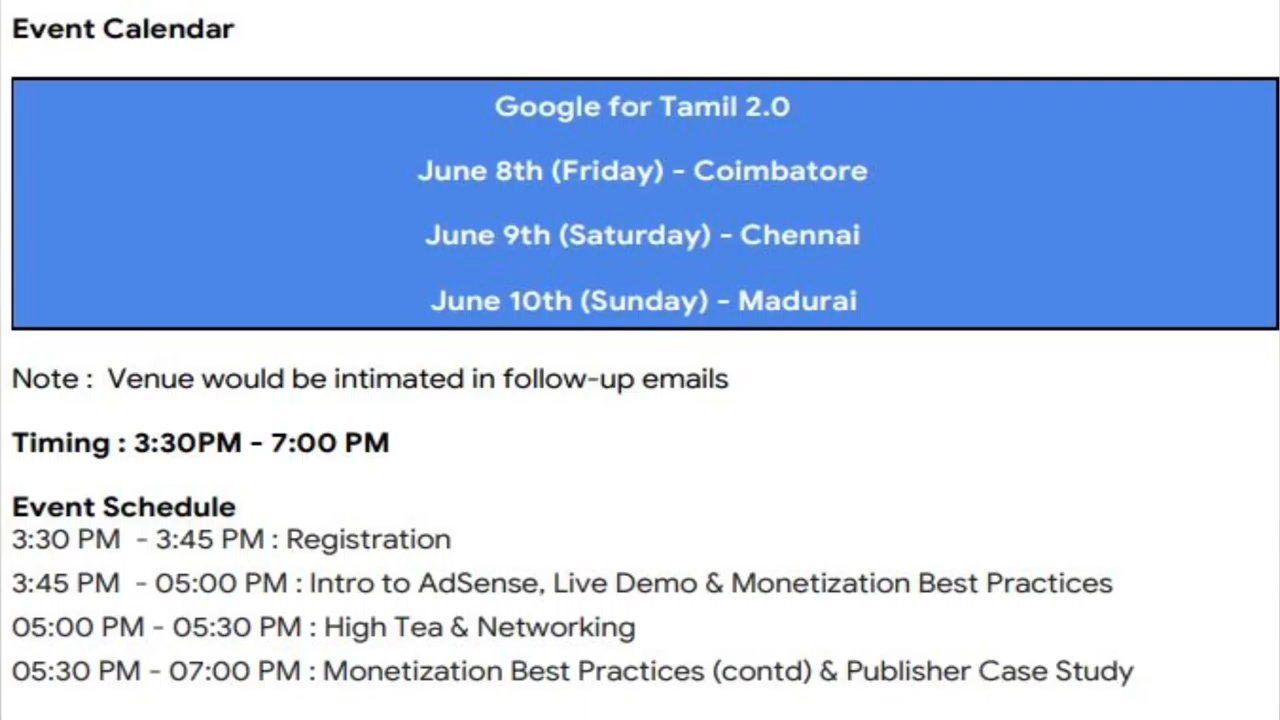 Event Calendar
Google for Tamil 2.0
June 8th (Friday) - Coimbatore
June 9th (Saturday) - Chennai
June 10th (Sunday) - Madurai
Note :  Venue would be intimated in follow-up emails
Timing : 3:30PM - 7:00 PM
Event Schedule
3:30 PM  - 3:45 PM : Registration
3:45 PM  - 05:00 PM : Intro to AdSense, Live Demo & Monetization Best Practices
05:00 PM - 05:30 PM : High Tea & Networking
05:30 PM - 07:00 PM : Monetization Best Practices (contd) & Publisher Case Study